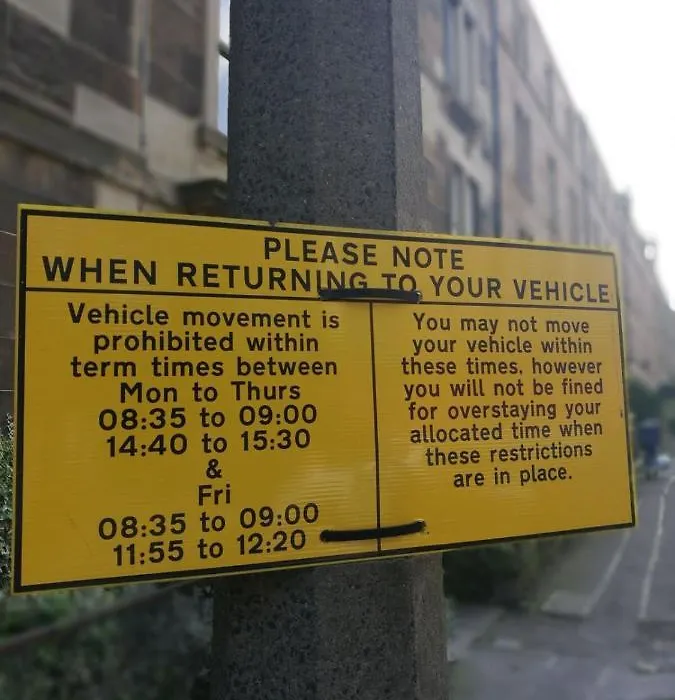 PLEASE NOTE
WHEN RETURNING TO YOUR VEHICLE
Vehicle movement is
prohibited within
term times between
Mon to Thurs
08:35 to 09:00
14:40 to 15:30
&
Fri
08:35 to 09:00
11:55 to 12:20
You may not move
your vehicle within
these times, however
you will not be fined
for overstaying your
allocated time when
these restrictions
are in place.